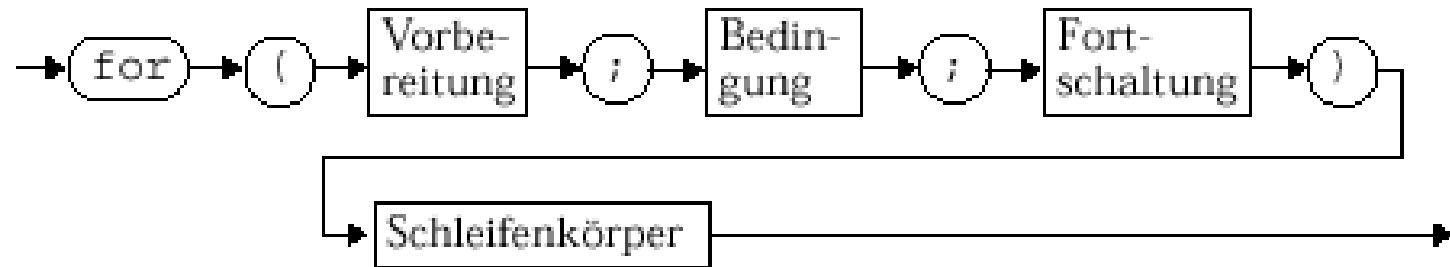 for ( Vorbe-
reitung ; Bedin-
gung ; Fort-
schaltung )
Schleifenkörper